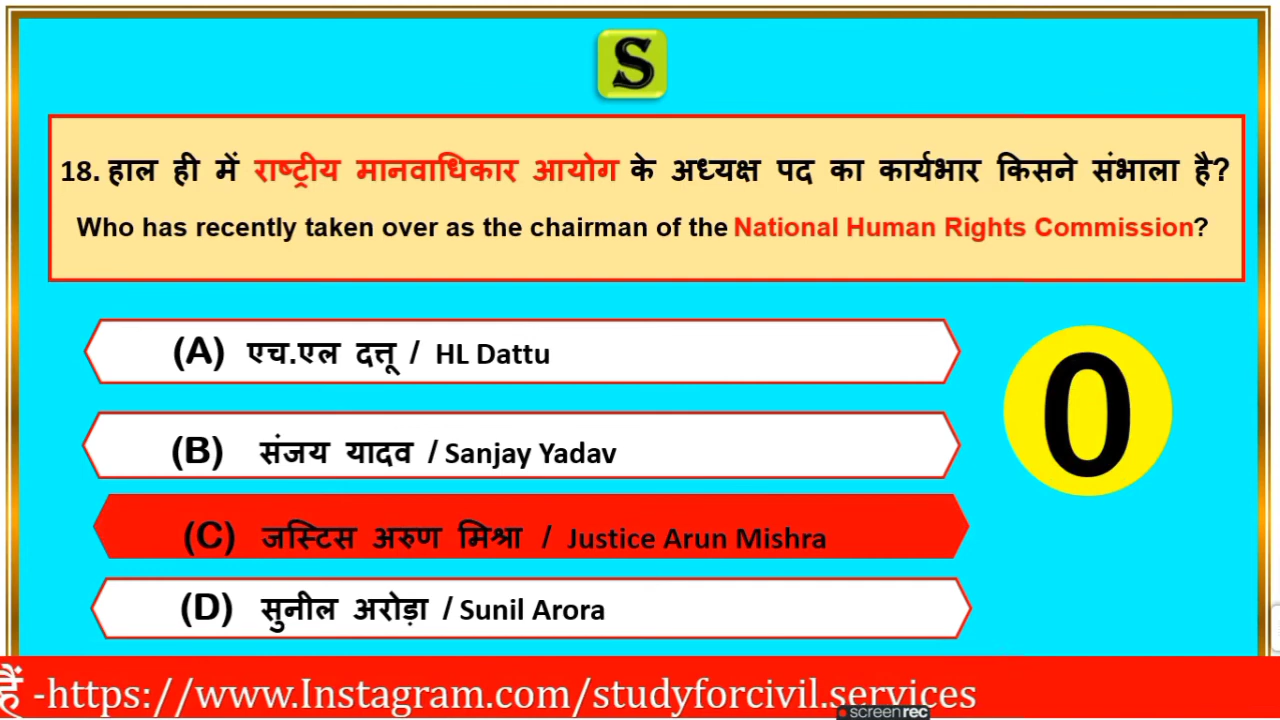 S
18. हाल ही में राष्ट्रीय मानवाधिकार आयोग के अध्यक्ष पद का कार्यभार किसने संभाला है?
Who has recently taken over as the chairman of the National Human Rights Commission?
(A) एच.एल दत्तू / HL Dattu
0
(B) संजय यादव / Sanjay Yadav
(C) जस्टिस अरुण मिश्रा / Justice Arun Mishra
(D) सुनील अरोड़ा / Sunil Arora
हैं -https://www.Instagram.com/studyforcivil.services
screenrec